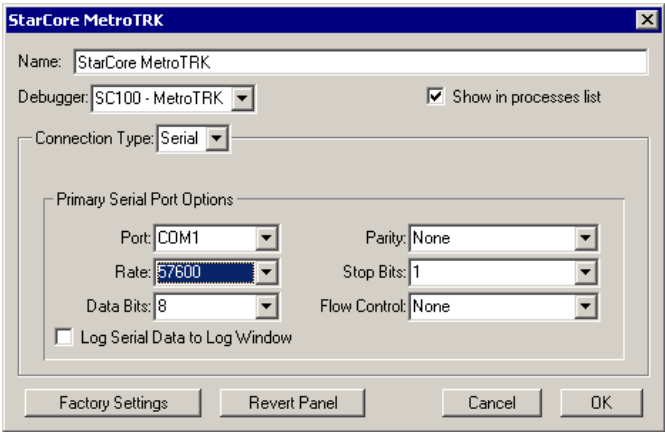 StarCore MetroTRK
Name: StarCore MetroTRK
Debugger: SC100 - MetroTRK Show in processes list
Connection Type: Serial
Primary Serial Port Options
Port: COM1 Parity: None
Rate: 57600 Stop Bits: 1
Data Bits: 8 Flow Control: None
Log Serial Data to Log Window
Factory Settings Revert Panel Cancel OK